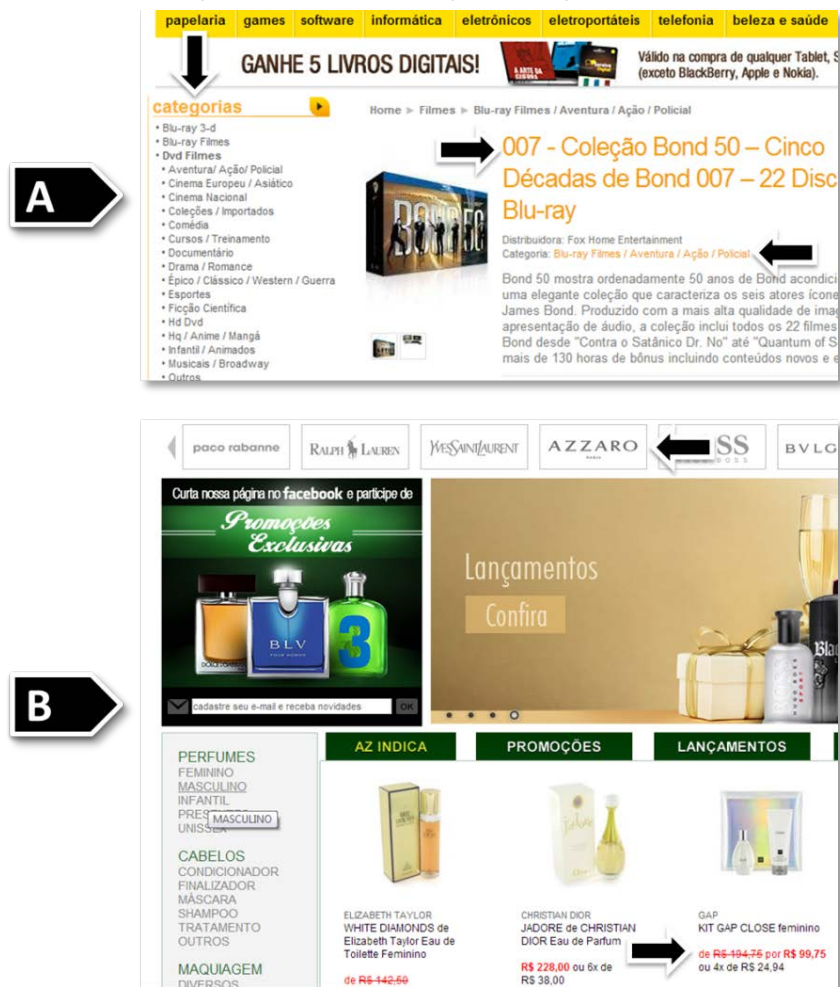 papelaria games software informática eletrônicos eletroportáteis telefonia beleza e saúde
GANHE 5 LIVROS DIGITAIS!
Válido na compra de qualquer Tablet, S
(exceto BlackBerry, Apple e Nokia).
categorias
Home Filmes Blu-ray Filmes / Aventura / Ação / Policial
• Blu-ray 3-d
• Blu-ray Filmes
• Dvd Filmes
• Aventura/ Ação/ Policial
• Cinema Europeu / Asiático
• Cinema Nacional
• Coleções / Importados
• Comédia
• Cursos / Treinamento
• Documentário
• Drama / Romance
• Épico / Clássico / Western / Guerra
• Esportes
• Ficção Científica
• Hd Dvd
• Hq / Anime / Mangá
• Infantil / Animados
• Musicais / Broadway
• Outros
A
BOND 50
007 - Coleção Bond 50 – Cinco
Décadas de Bond 007 – 22 Disc
Blu-ray
Distribuidora: Fox Home Entertainment
Categoria: Blu-ray Filmes / Aventura / Ação / Policial
Bond 50 mostra ordenadamente 50 anos de Bond acondici
uma elegante coleção que caracteriza os seis atores ícone
James Bond. Produzido com a mais alta qualidade de imag
apresentação de áudio, a coleção inclui todos os 22 filmes
Bond desde "Contra o Satânico Dr. No" até "Quantum of S
mais de 130 horas de bônus incluindo conteúdos novos e e
paco rabanne RALPH LAUREN YVESSAINTLAURENT AZZARO PARIS SS BVLG
Curta nossa página no facebook e participe de
Promoções
Exclusivas
BLV
3
cadastre seu e-mail e receba novidades OK
Lançamentos
Confira
B
PERFUMES
FEMININO
MASCULINO
INFANTIL
UNISSEX
MASCULINO
CABELOS
CONDICIONADOR
FINALIZADOR
MÁSCARA
SHAMPOO
TRATAMENTO
OUTROS
MAQUIAGEM
DIVERSOS
AZ INDICA PROMOÇÕES LANÇAMENTOS
ELIZABETH TAYLOR
WHITE DIAMONDS de
Elizabeth Taylor Eau de
Toilette Feminino
de R$ 142,50
CHRISTIAN DIOR
JADORE de CHRISTIAN
DIOR Eau de Parfum
R$ 228,00 ou 6x de
R$ 38,00
GAP
KIT GAP CLOSE feminino
de R$ 194,75 por R$ 99,75
ou 4x de R$ 24,94